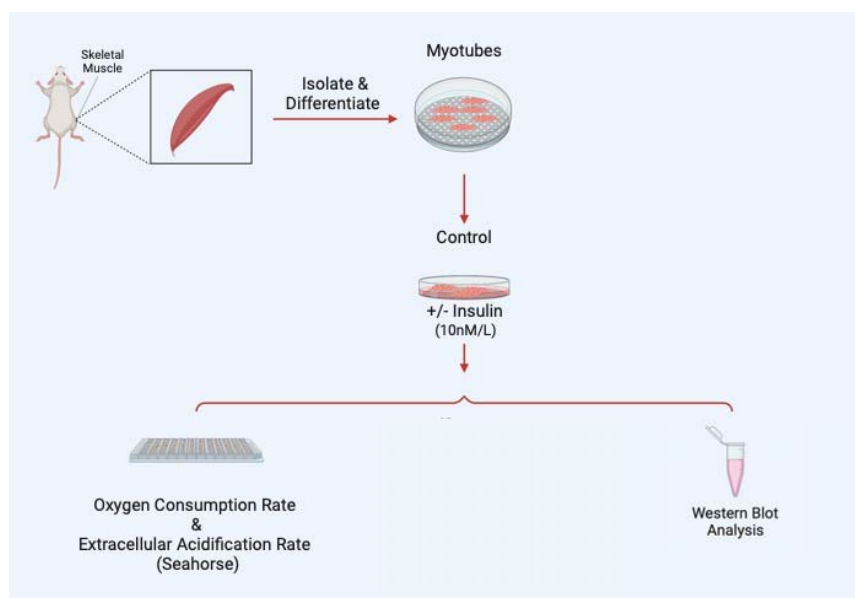 Skeletal
Muscle
Isolate &
Differentiate
Myotubes
Control
+/- Insulin
(10nM/L)
Oxygen Consumption Rate
&
Extracellular Acidification Rate
(Seahorse)
Western Blot
Analysis